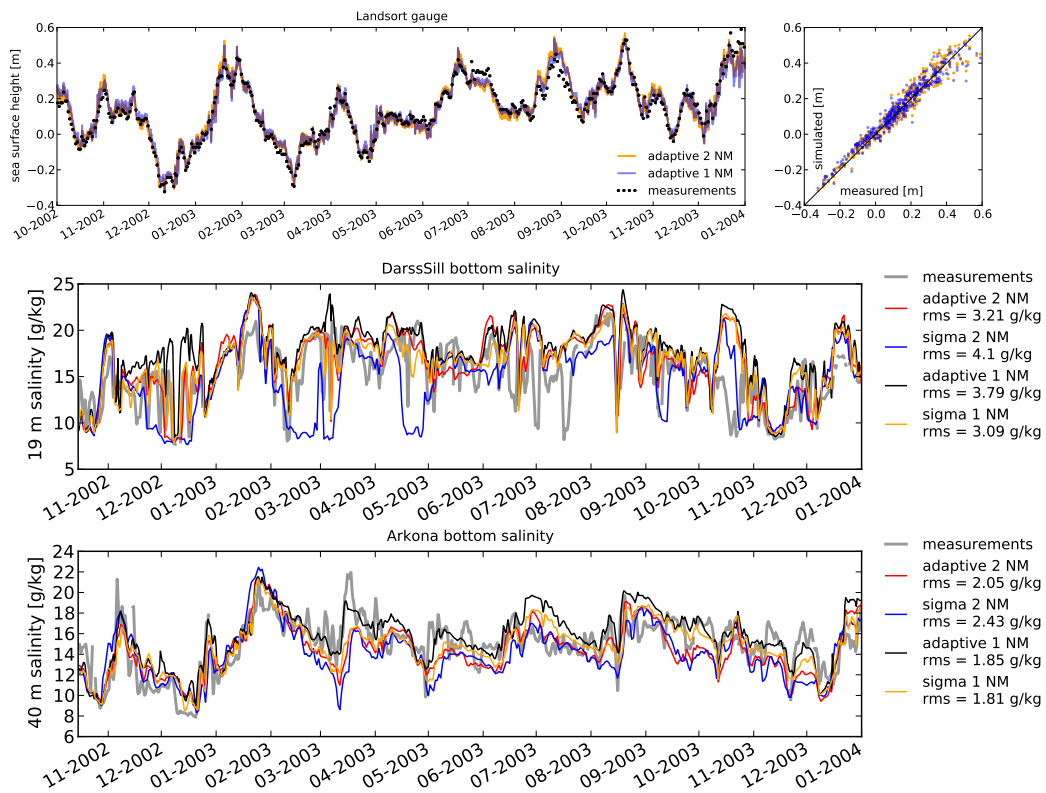 Landsort gauge
sea surface height [m]
0.6
0.4
0.2
0.0
−0.2
−0.4
adaptive 2 NM
adaptive 1 NM
measurements
10-2002
11-2002
12-2002
01-2003
02-2003
03-2003
04-2003
05-2003
06-2003
07-2003
08-2003
09-2003
10-2003
11-2003
12-2003
01-2004
0.6
0.4
0.2
0.0
−0.2
−0.4
simulated [m]
measured [m]
−0.4
−0.2
0.0
0.2
0.4
0.6
DarssSill bottom salinity
19 m salinity [g/kg]
25
20
15
10
5
11-2002
12-2002
01-2003
02-2003
03-2003
04-2003
05-2003
06-2003
07-2003
08-2003
09-2003
10-2003
11-2003
12-2003
01-2004
measurements
adaptive 2 NM
rms = 3.21 g/kg
sigma 2 NM
rms = 4.1 g/kg
adaptive 1 NM
rms = 3.79 g/kg
sigma 1 NM
rms = 3.09 g/kg
Arkona bottom salinity
40 m salinity [g/kg]
24
22
20
18
16
14
12
10
8
6
11-2002
12-2002
01-2003
02-2003
03-2003
04-2003
05-2003
06-2003
07-2003
08-2003
09-2003
10-2003
11-2003
12-2003
01-2004
measurements
adaptive 2 NM
rms = 2.05 g/kg
sigma 2 NM
rms = 2.43 g/kg
adaptive 1 NM
rms = 1.85 g/kg
sigma 1 NM
rms = 1.81 g/kg